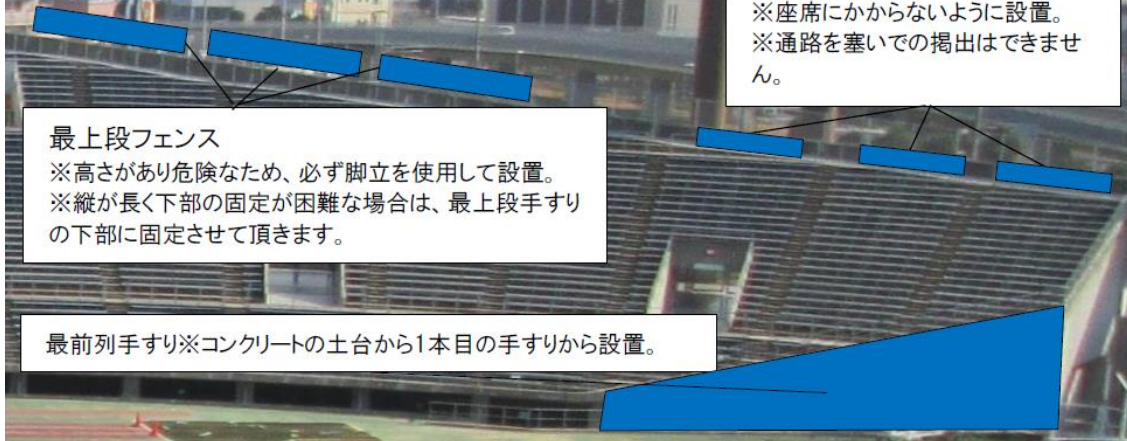 ※座席にかからないように設置。
※通路を塞いでの掲出はできませ
ん。
最上段フェンス
※高さがあり危険なため、必ず脚立を使用して設置。
※縦が長く下部の固定が困難な場合は、最上段手すり
の下部に固定させて頂きます。
最前列手すり※コンクリートの土台から1本目の手すりから設置。